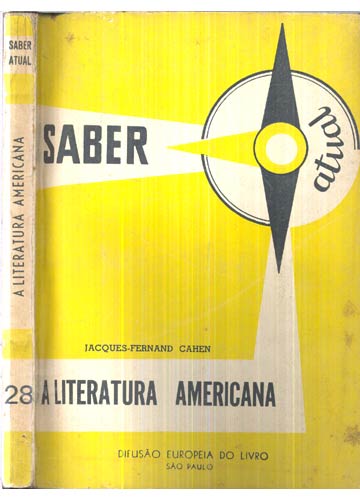 SABER
ATUAL
A LITERATURA AMERICANA
28
SABER
atual
JACQUES-FERNAND CAHEN
A LITERATURA AMERICANA
DIFUSÃO EUROPEIA DO LIVRO
SÃO PAULO